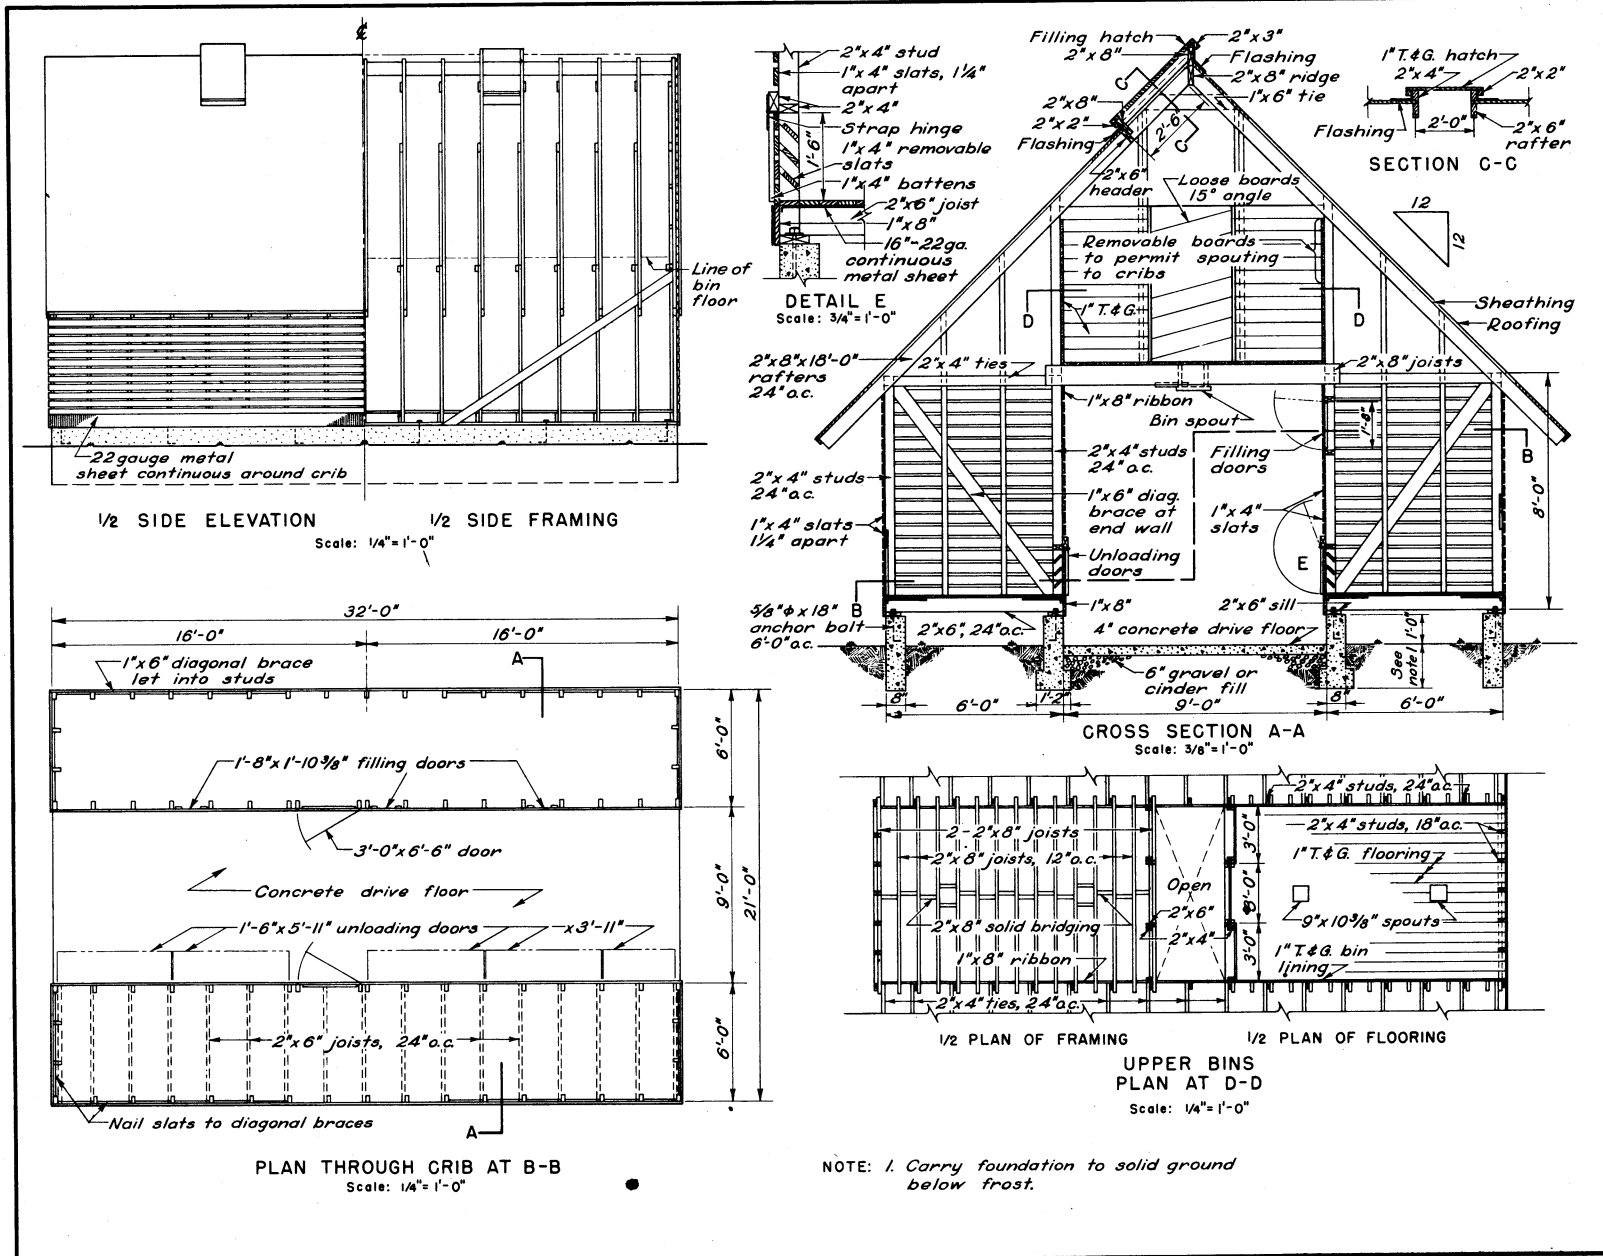 ℄
Line of
bin
floor
22 gauge metal
sheet continuous around crib
1/2 SIDE ELEVATION
1/2 SIDE FRAMING
Scale: 1/4"=1'-0"
2"x4" stud
1"x4" slats, 1 1/4"
apart
2"x4"
Strap hinge
1"x4" removable
slats
1"x4" battens
2"x6" joist
1"x8"
16"-22ga.
continuous
metal sheet
1'-6"
DETAIL E
Scale: 3/4"=1'-0"
Filling hatch
2"x8"
2"x3"
Flashing
2"x8" ridge
1"x6" tie
C
2"x8"
2"x2"
Flashing
2'-6"
C
2"x6"
header
Loose boards
15° angle
Removable boards
to permit spouting
to cribs
D
D
1" T.&G.
1" T.&G. hatch
2"x4"
2"x2"
Flashing
2'-0"
2"x6"
rafter
SECTION C-C
12
12
Sheathing
Roofing
2"x8"x18'-0"
rafters
24" o.c.
2"x4" ties
2"x8" joists
1"x8" ribbon
Bin spout
1'-8"
2"x4" studs
24" o.c.
2"x4" studs
24" o.c.
Filling
doors
B
1"x4" slats
1 1/4" apart
1"x6" diag.
brace at
end wall
1"x4"
slats
8'-0"
Unloading
doors
E
5/8" ϕ x 18"
anchor bolt
6'-0" o.c.
B
1"x8"
2"x6" sill
2"x6", 24" o.c.
4" concrete drive floor
1'-0"
See
note 1
6" gravel or
cinder fill
8"
6'-0"
1'-2"
9'-0"
8"
6'-0"
CROSS SECTION A-A
Scale: 3/8"=1'-0"
32'-0"
16'-0"
16'-0"
1"x6" diagonal brace
let into studs
A
6'-0"
1'-8"x1'-10 3/8" filling doors
3'-0"x6'-6" door
Concrete drive floor
9'-0"
21'-0"
1'-6"x5'-11" unloading doors
x3'-11"
2"x6" joists, 24" o.c.
6'-0"
Nail slats to diagonal braces
A
PLAN THROUGH CRIB AT B-B
Scale: 1/4"=1'-0"
2"x4" studs, 24" o.c.
2-2"x8" joists
2"x4" studs, 18" o.c.
2"x8" joists, 12" o.c.
3'-0"
1" T.&G. flooring
Open
3'-0"
2"x6"
2"x8" solid bridging
9"x10 3/8" spouts
2"x4"
3'-0"
1"x8" ribbon
1" T.&G. bin
lining
2"x4" ties, 24" o.c.
1/2 PLAN OF FRAMING
1/2 PLAN OF FLOORING
UPPER BINS
PLAN AT D-D
Scale: 1/4"=1'-0"
NOTE: 1. Carry foundation to solid ground
below frost.